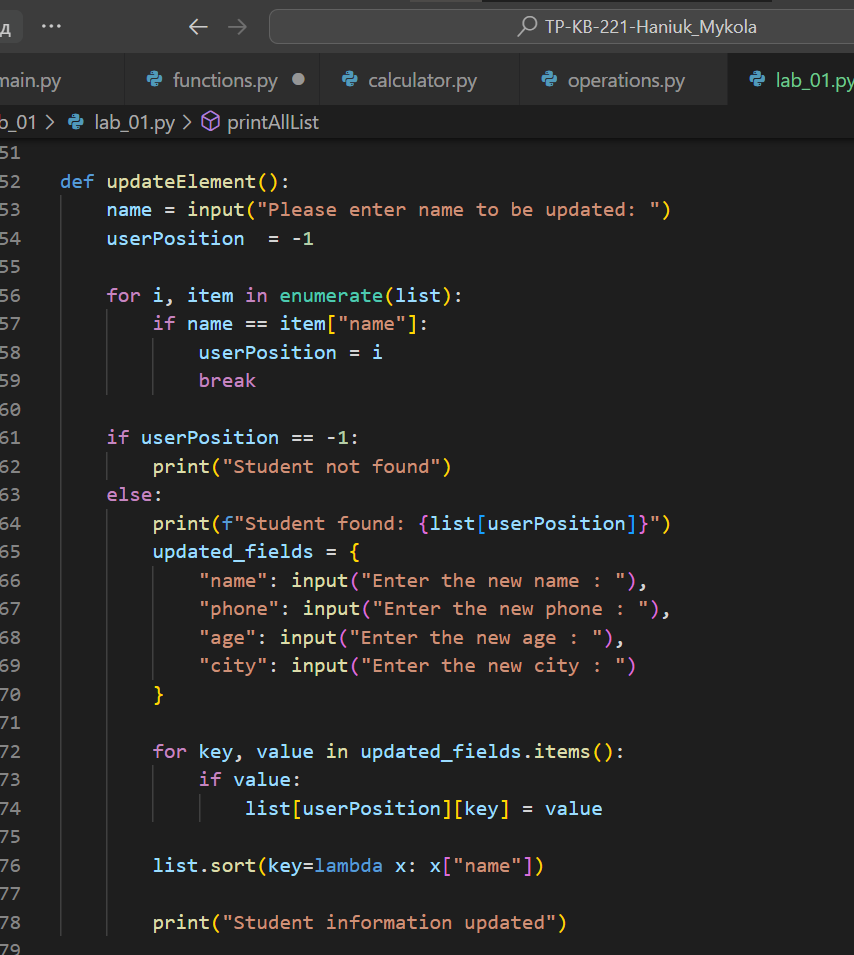 д ··· ← → TP-KB-221-Haniuk_Mykola
main.py functions.py calculator.py operations.py lab_01.py
b_01 > lab_01.py > printAllList
51
52 def updateElement():
53     name = input("Please enter name to be updated: ")
54     userPosition  = -1
55
56     for i, item in enumerate(list):
57         if name == item["name"]:
58             userPosition = i
59             break
60
61     if userPosition == -1:
62         print("Student not found")
63     else:
64         print(f"Student found: {list[userPosition]}")
65         updated_fields = {
66             "name": input("Enter the new name : "),
67             "phone": input("Enter the new phone : "),
68             "age": input("Enter the new age : "),
69             "city": input("Enter the new city : ")
70         }
71
72         for key, value in updated_fields.items():
73             if value:
74                 list[userPosition][key] = value
75
76         list.sort(key=lambda x: x["name"])
77
78         print("Student information updated")
79